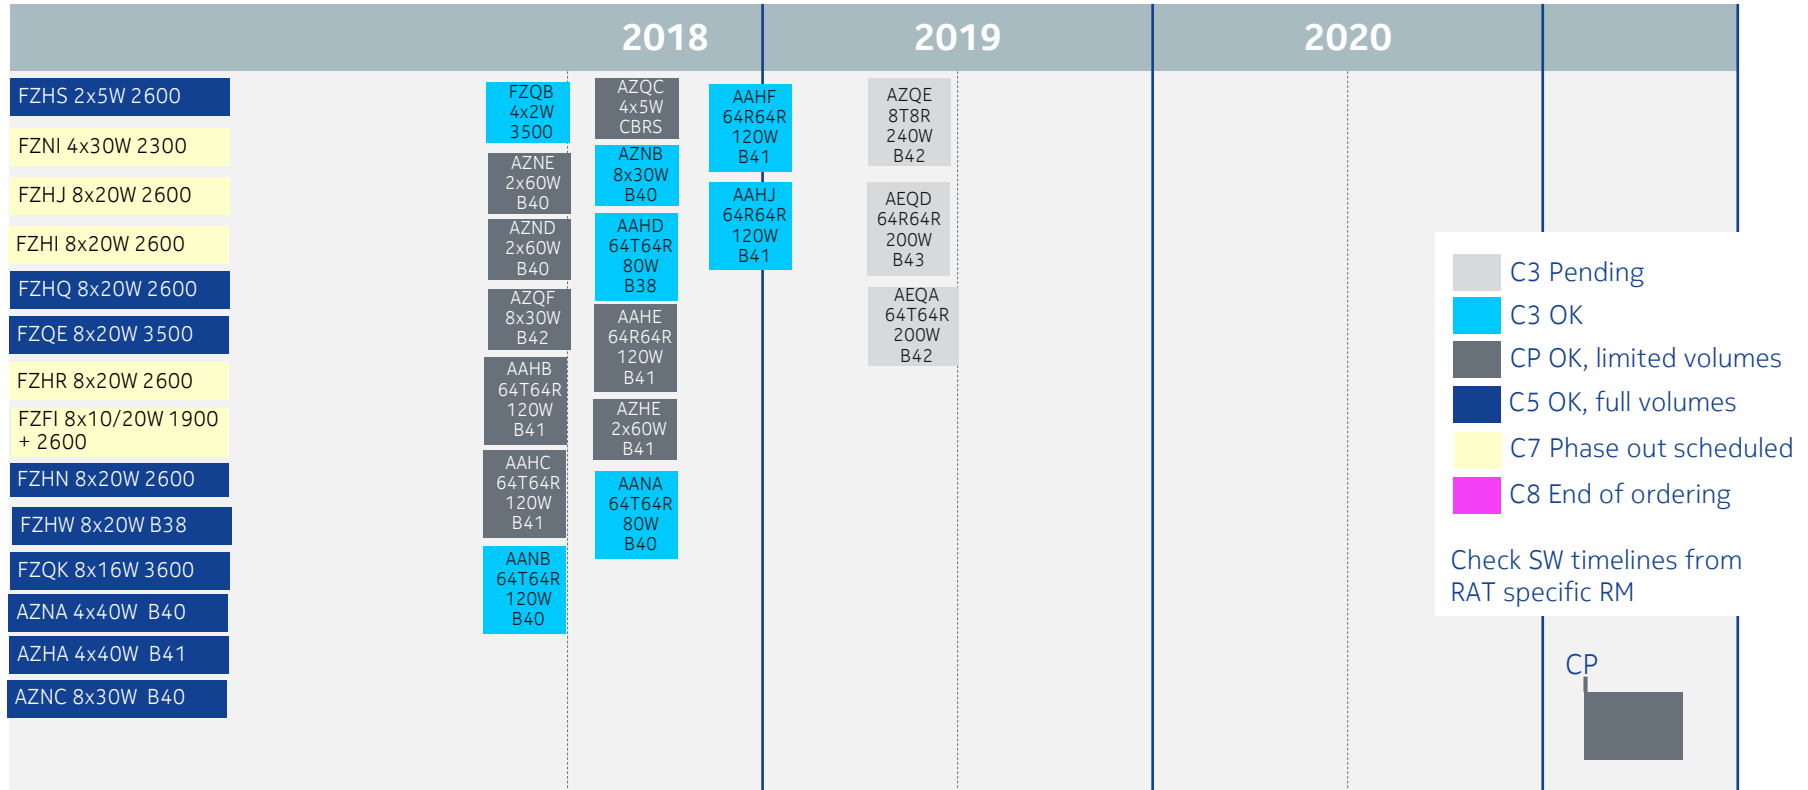 2018
2019
2020
FZHS 2x5W 2600
FZNI 4x30W 2300
FZHJ 8x20W 2600
FZHI 8x20W 2600
FZHQ 8x20W 2600
FZQE 8x20W 3500
FZHR 8x20W 2600
FZFI 8x10/20W 1900
+ 2600
FZHN 8x20W 2600
FZHW 8x20W B38
FZQK 8x16W 3600
AZNA 4x40W B40
AZHA 4x40W B41
AZNC 8x30W B40
FZQB
4x2W
3500
AZNE
2x60W
B40
AZND
2x60W
B40
AZQF
8x30W
B42
AAHB
64T64R
120W
B41
AAHC
64T64R
120W
B41
AANB
64T64R
120W
B40
AZQC
4x5W
CBRS
AZNB
8x30W
B40
AAHD
64T64R
80W
B38
AAHE
64R64R
120W
B41
AZHE
2x60W
B41
AANA
64T64R
80W
B40
AAHF
64R64R
120W
B41
AAHJ
64R64R
120W
B41
AZQE
8T8R
240W
B42
AEQD
64R64R
200W
B43
AEQA
64T64R
200W
B42
C3 Pending
C3 OK
CP OK, limited volumes
C5 OK, full volumes
C7 Phase out scheduled
C8 End of ordering
Check SW timelines from
RAT specific RM
CP